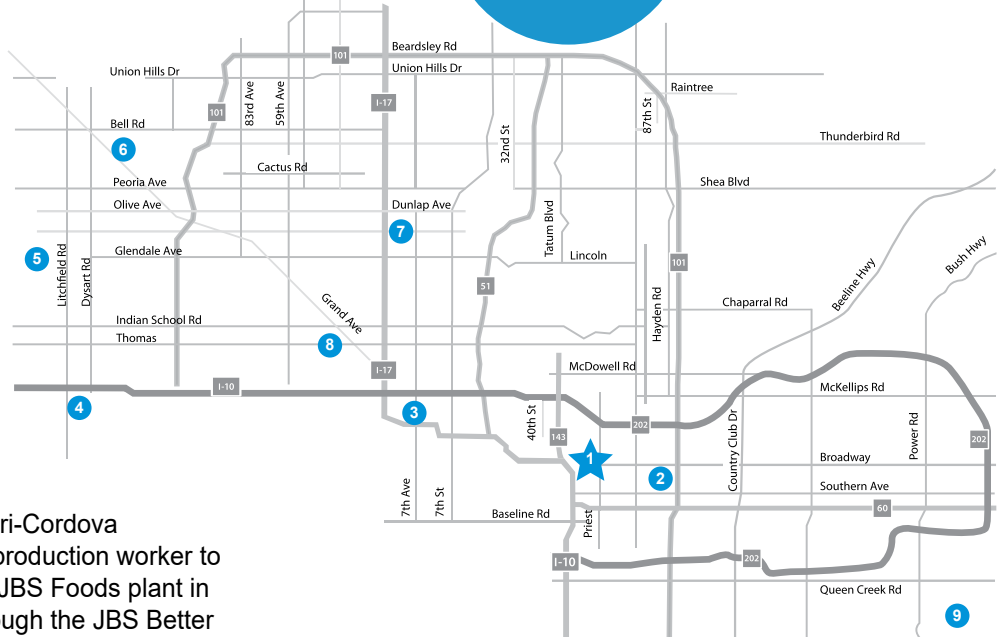 Beardsley Rd
101
Union Hills Dr
Union Hills Dr
Raintree
83rd Ave
59th Ave
I-17
101
87th St
Bell Rd
32nd St
Thunderbird Rd
6
Cactus Rd
Peoria Ave
Shea Blvd
Olive Ave
Dunlap Ave
Tatum Blvd
7
Glendale Ave
Lincoln
5
Litchfield Rd
Dysart Rd
101
Bush Hwy
51
Beeline Hwy
Grand Ave
Hayden Rd
Chaparral Rd
Indian School Rd
Thomas
8
I-17
McDowell Rd
I-10
McKellips Rd
4
3
40th St
202
Country Club Dr
Power Rd
143
202
1
Broadway
2
Southern Ave
7th Ave
7th St
60
Baseline Rd
Priest
ri-Cordova
production worker to
JBS Foods plant in
ugh the JBS Better
I-10
202
Queen Creek Rd
9